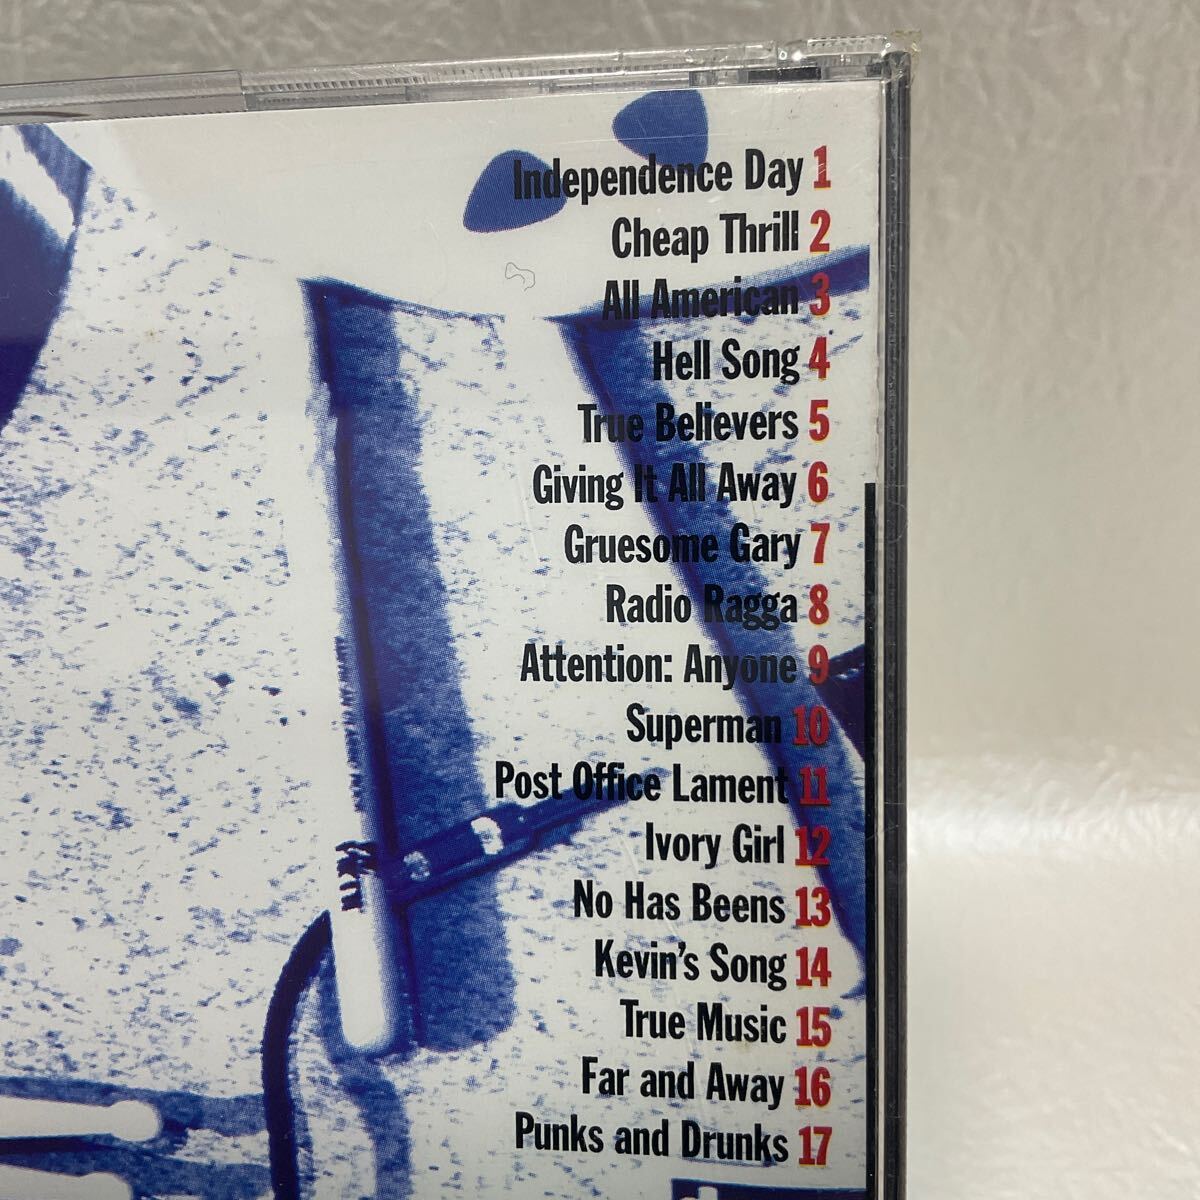 Independence Day 1
Cheap Thrill 2
All American 3
Hell Song 4
True Believers 5
Giving It All Away 6
Gruesome Gary 7
Radio Ragga 8
Attention: Anyone 9
Superman 10
Post Office Lament 11
Ivory Girl 12
No Has Beens 13
Kevin's Song 14
True Music 15
Far and Away 16
Punks and Drunks 17